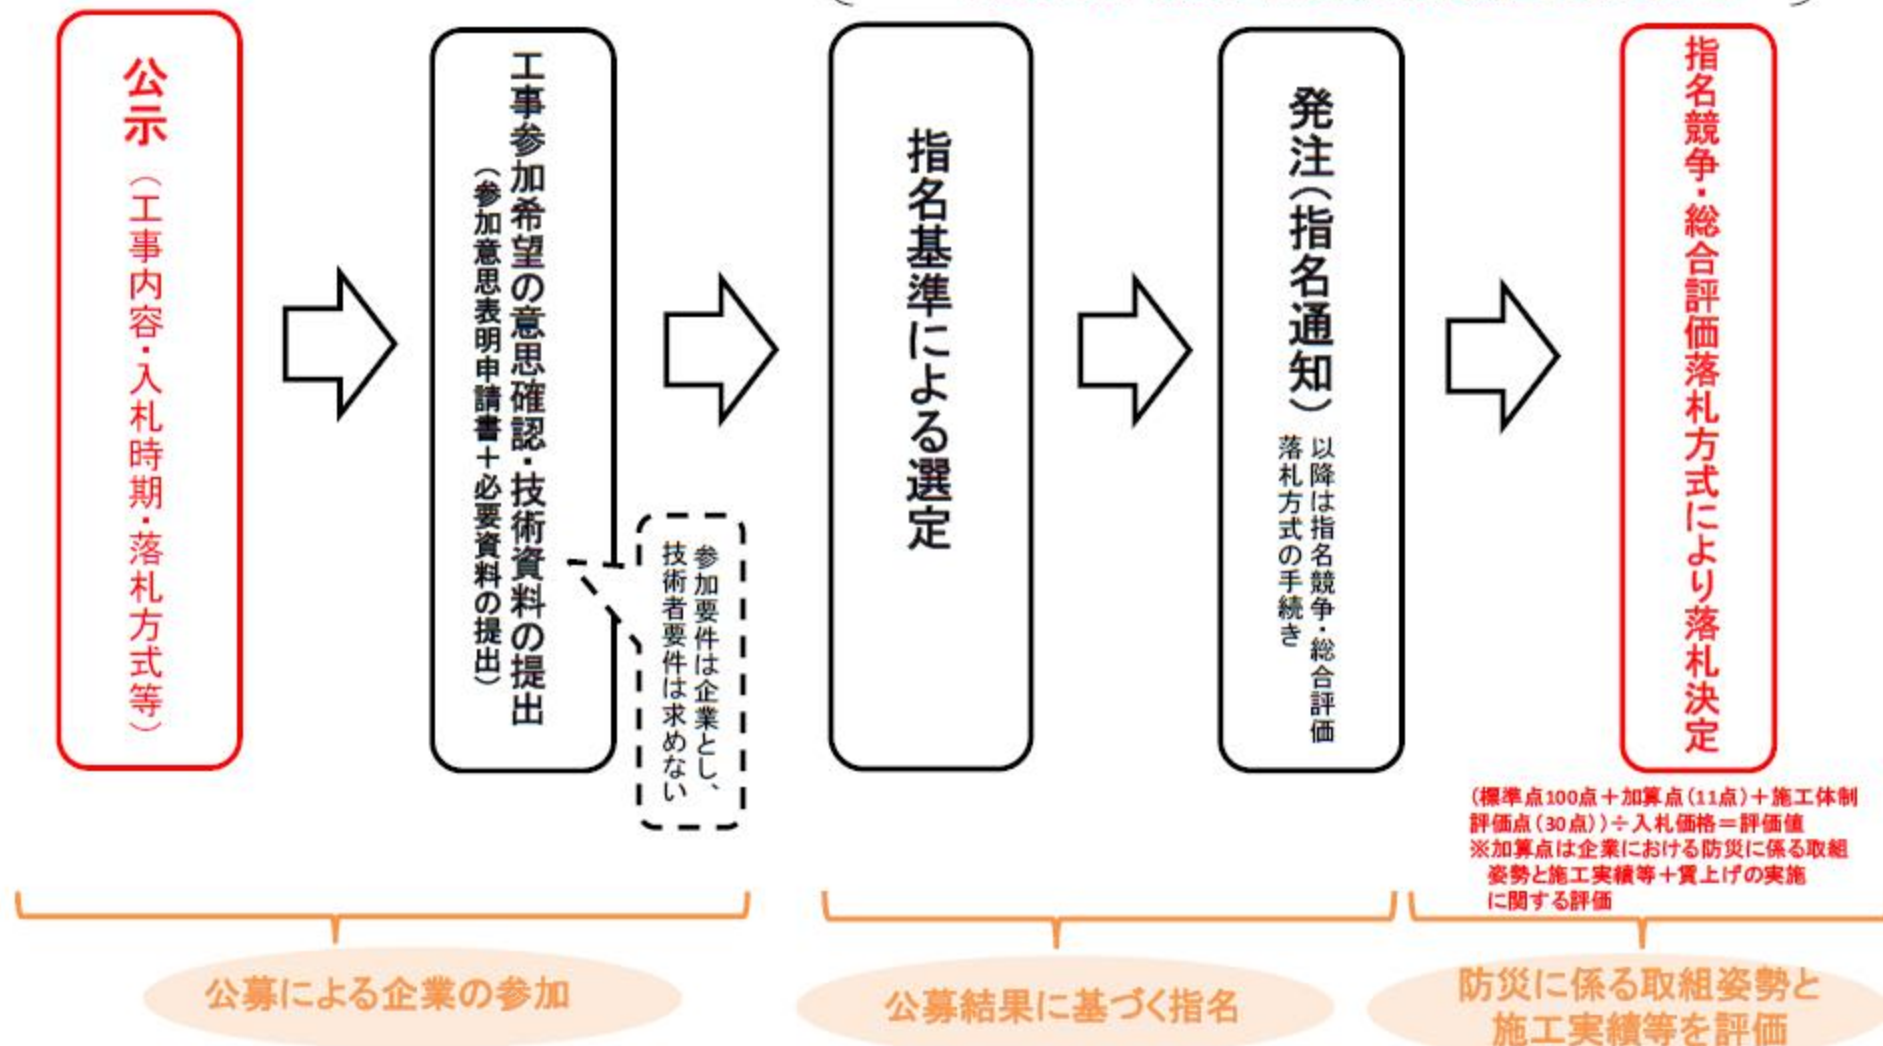 公示（工事内容・入札時期・落札方式等）
工事参加希望の意思確認・技術資料の提出
（参加意思表明申請書＋必要資料の提出）
参加要件は企業とし、
技術者要件は求めない
指名基準による選定
発注（指名通知）
以降は指名競争・総合評価
落札方式の手続き
指名競争・総合評価落札方式により落札決定
(標準点100点＋加算点(11点)＋施工体制
評価点(30点))÷入札価格＝評価値
※加算点は企業における防災に係る取組
姿勢と施工実績等＋賃上げの実施
に関する評価
公募による企業の参加
公募結果に基づく指名
防災に係る取組姿勢と
施工実績等を評価